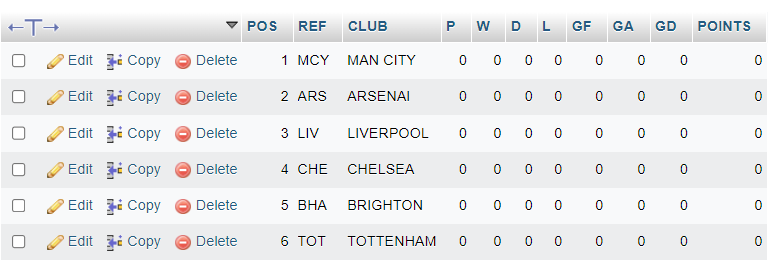 POS REF CLUB P W D L GF GA GD POINTS
Edit Copy Delete 1 MCY MAN CITY 0 0 0 0 0 0 0 0
Edit Copy Delete 2 ARS ARSENAI 0 0 0 0 0 0 0 0
Edit Copy Delete 3 LIV LIVERPOOL 0 0 0 0 0 0 0 0
Edit Copy Delete 4 CHE CHELSEA 0 0 0 0 0 0 0 0
Edit Copy Delete 5 BHA BRIGHTON 0 0 0 0 0 0 0 0
Edit Copy Delete 6 TOT TOTTENHAM 0 0 0 0 0 0 0 0